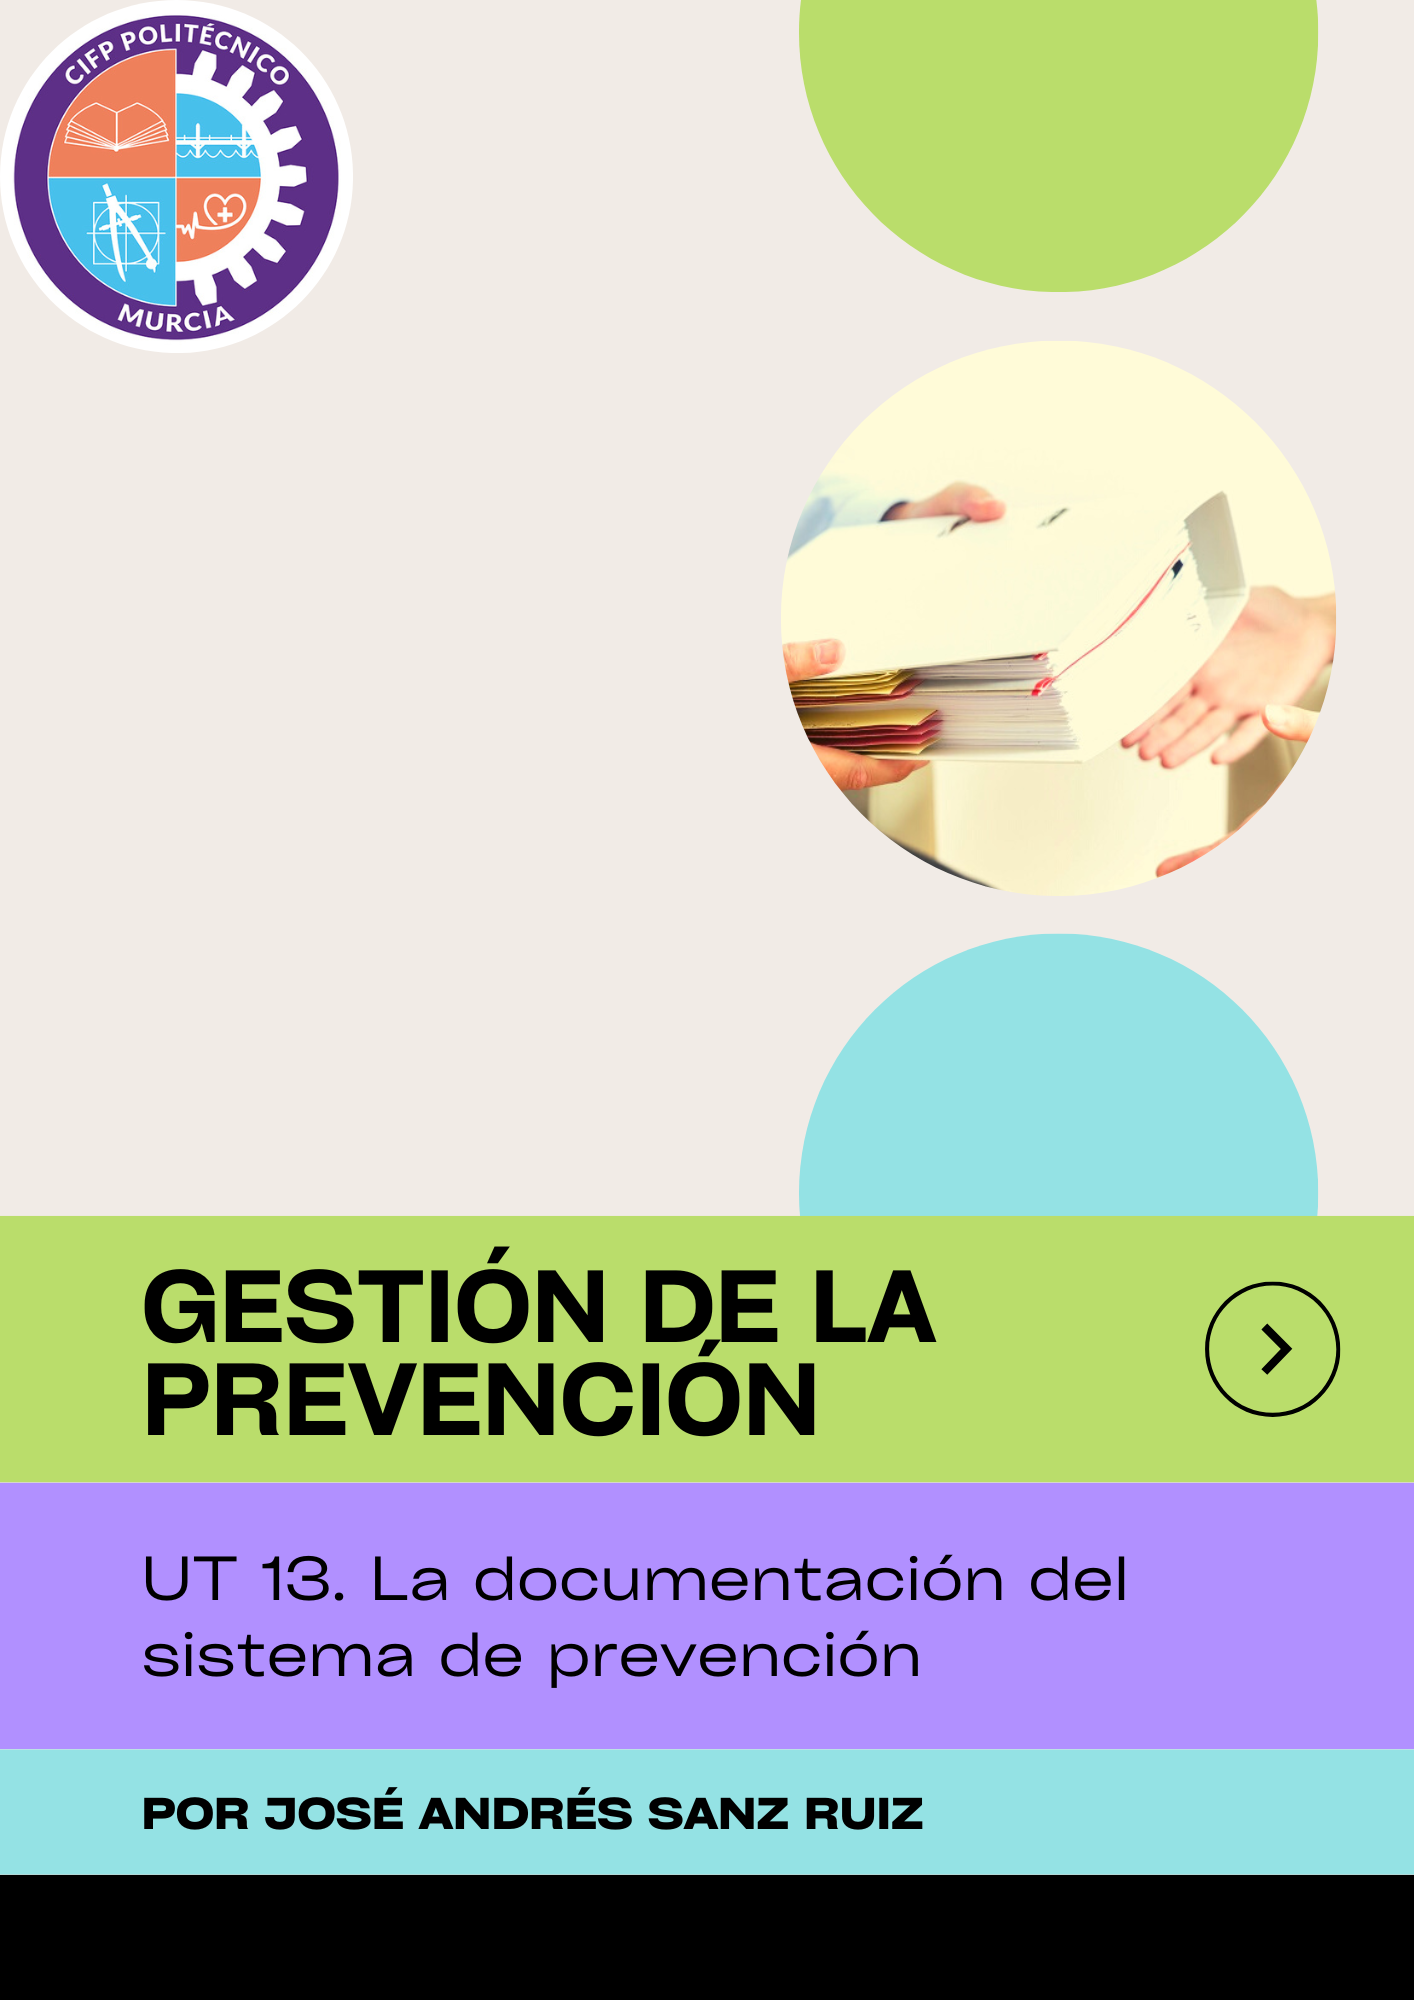 CIFP POLITÉCNICO
MURCIA
GESTIÓN DE LA
PREVENCIÓN
UT 13. La documentación del
sistema de prevención
POR JOSÉ ANDRÉS SANZ RUIZ